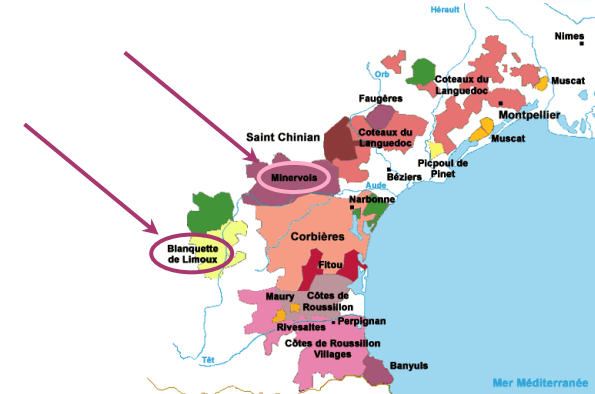 Hérault
Nimes
Orb
Coteaux du
Languedoc
Muscat
Faugères
Montpellier
Saint Chinian
Coteaux du
Languedoc
Muscat
Picpoul de
Pinet
Minervois
Béziers
Aude
Narbonne
Blanquette
de Limoux
Corbières
Fitou
Maury
Côtes de
Roussillon
Rivesaltes
Perpignan
Côtes de Roussillon
Villages
Têt
Banyuls
Mer Méditerranée